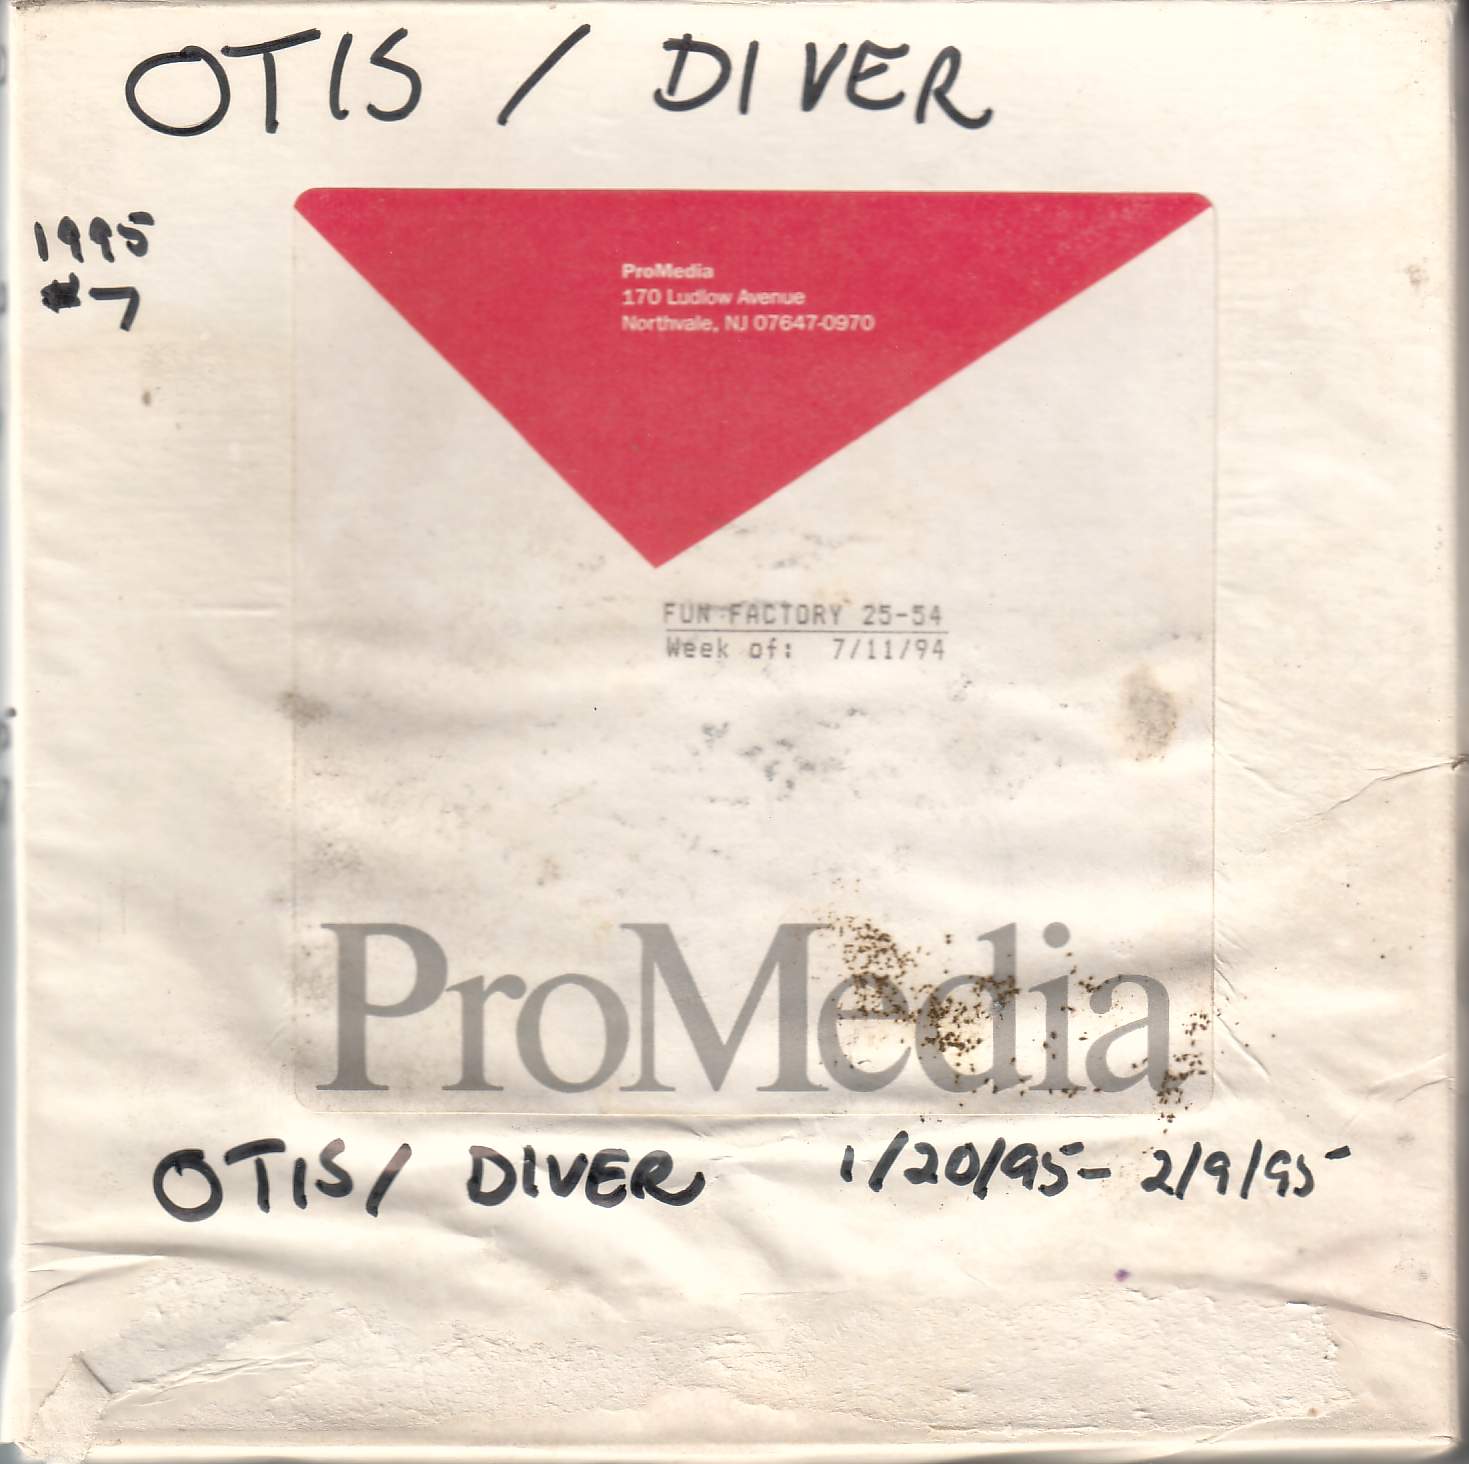 OTIS / DIVER
1995
#7
ProMedia
170 Ludlow Avenue
Northvale, NJ 07647-0970
FUN FACTORY 25-54
Week of: 7/11/94
ProMedia
OTIS/ DIVER 1/20/95- 2/9/95